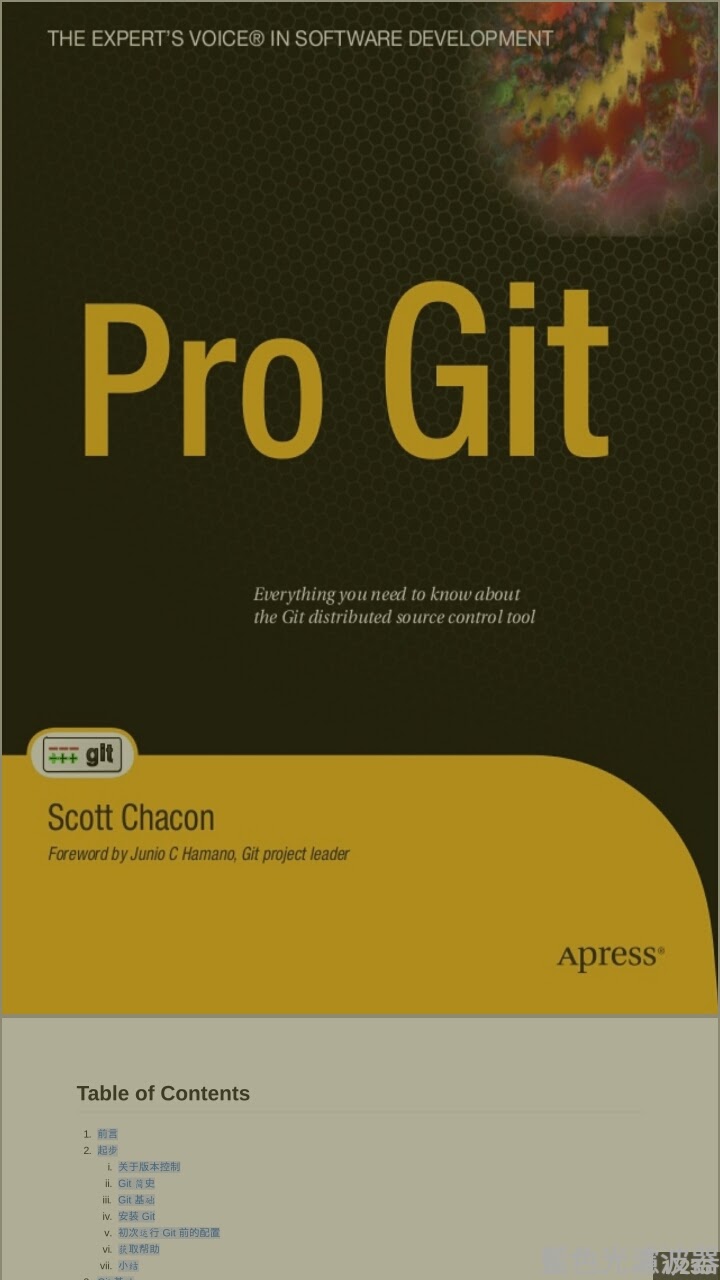 THE EXPERT'S VOICE® IN SOFTWARE DEVELOPMENT
Pro Git
Everything you need to know about
the Git distributed source control tool
git
Scott Chacon
Foreword by Junio C Hamano, Git project leader
Apress®
Table of Contents
1. 前言
2. 起步
i. 关于版本控制
ii. Git 简史
iii. Git 基础
iv. 安装 Git
v. 初次运行 Git 前的配置
vi. 获取帮助
vii. 小结